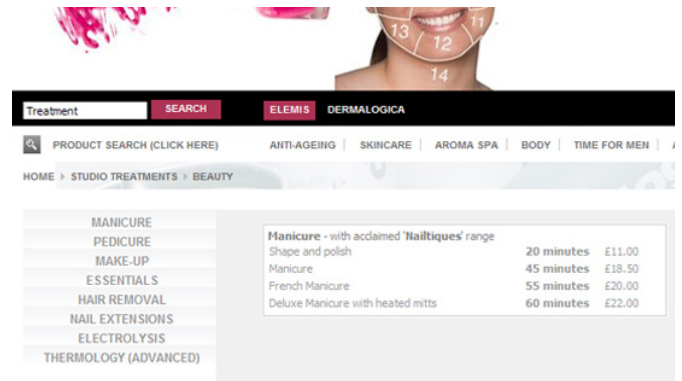 13
11
12
14
Treatment SEARCH ELEMIS DERMALOGICA
PRODUCT SEARCH (CLICK HERE) ANTI-AGEING | SKINCARE | AROMA SPA | BODY | TIME FOR MEN |
HOME STUDIO TREATMENTS BEAUTY
MANICURE
PEDICURE
MAKE-UP
ESSENTIALS
HAIR REMOVAL
NAIL EXTENSIONS
ELECTROLYSIS
THERMOLOGY (ADVANCED)
Manicure - with acclaimed 'Nailtiques' range
Shape and polish 20 minutes £11.00
Manicure 45 minutes £18.50
French Manicure 55 minutes £20.00
Deluxe Manicure with heated mitts 60 minutes £22.00